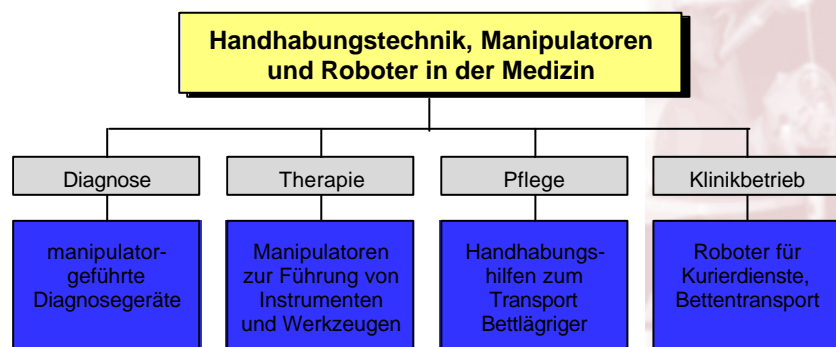 Handhabungstechnik, Manipulatoren
und Roboter in der Medizin
Diagnose
Therapie
Pflege
Klinikbetrieb
manipulator-
geführte
Diagnosegeräte
Manipulatoren
zur Führung von
Instrumenten
und Werkzeugen
Handhabungs-
hilfen zum
Transport
Bettlägriger
Roboter für
Kurierdienste,
Bettentransport